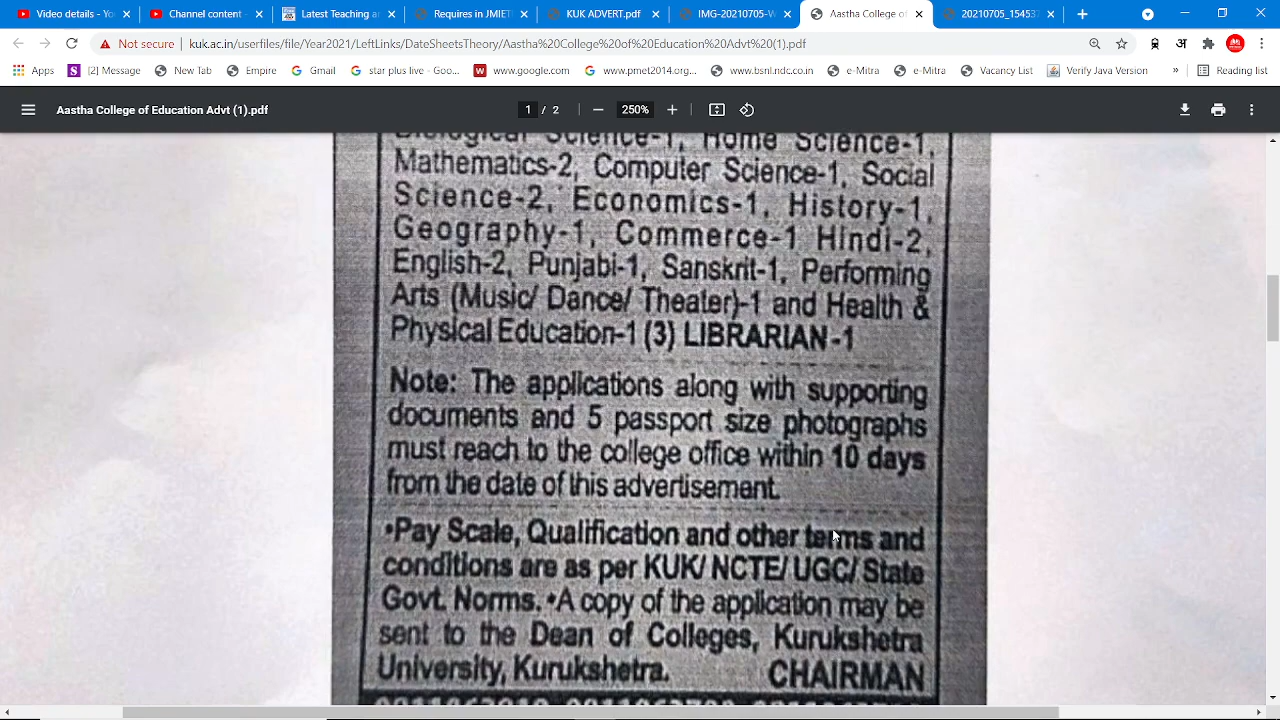 Video details - Yo
Channel content -
Latest Teaching ar
Requires in JMIET
KUK ADVERT.pdf
IMG-20210705-W
Aastha College of
20210705_15453
Not secure
kuk.ac.in/userfiles/file/Year2021/LeftLinks/DateSheetsTheory/Aastha%20College%20of%20Education%20Advt%20(1).pdf
Apps
[2] Message
New Tab
Empire
Gmail
star plus live - Goo...
www.google.com
www.pmet2014.org...
www.bsnl.ndc.co.in
e-Mitra
e-Mitra
Vacancy List
Verify Java Version
»
Reading list
Aastha College of Education Advt (1).pdf
1 / 2
250%
Biological Science-1, Home Science-1,
Mathematics-2, Computer Science-1, Social
Science-2, Economics-1, History-1,
Geography-1, Commerce-1 Hindi-2,
English-2, Punjabi-1, Sanskrit-1, Performing
Arts (Music/ Dance/ Theater)-1 and Health &
Physical Education-1 (3) LIBRARIAN -1
Note: The applications along with supporting
documents and 5 passport size photographs
must reach to the college office within 10 days
from the date of this advertisement.
•Pay Scale, Qualification and other terms and
conditions are as per KUK/ NCTE/ UGC/ State
Govt. Norms. •A copy of the application may be
sent to the Dean of Colleges, Kurukshetra
University, Kurukshetra. CHAIRMAN